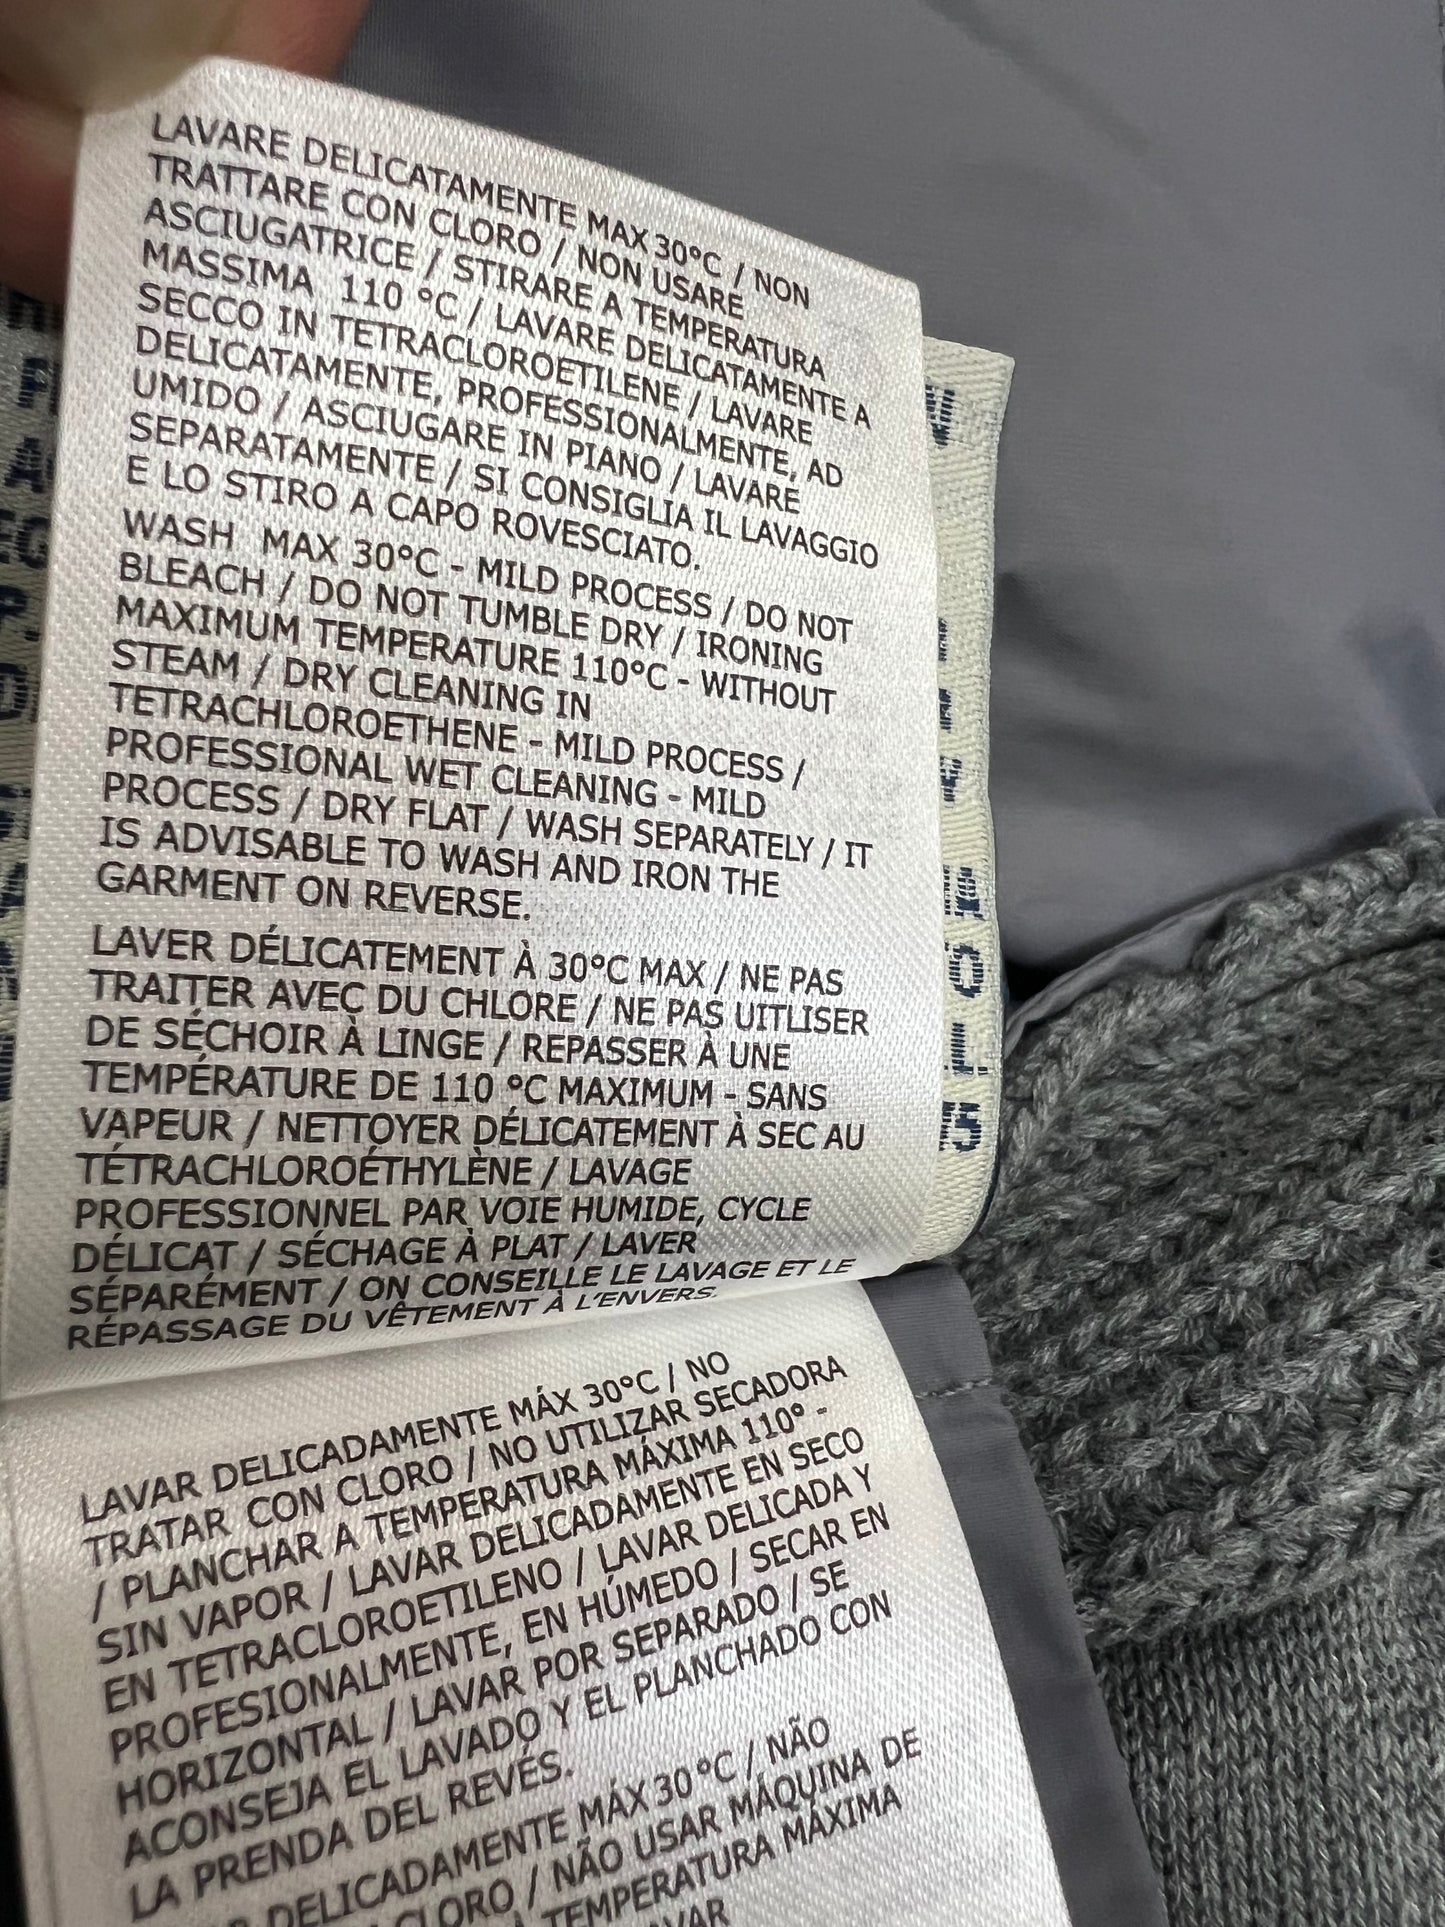 LAVARE DELICATAMENTE MAX 30°C / NON
TRATTARE CON CLORO / NON USARE
ASCIUGATRICE / STIRARE A TEMPERATURA
MASSIMA 110 °C / LAVARE DELICATAMENTE A
SECCO IN TETRACLOROETILENE / LAVARE
DELICATAMENTE, PROFESSIONALMENTE, AD
UMIDO / ASCIUGARE IN PIANO / LAVARE
SEPARATAMENTE / SI CONSIGLIA IL LAVAGGIO
E LO STIRO A CAPO ROVESCIATO.
WASH MAX 30°C - MILD PROCESS / DO NOT
BLEACH / DO NOT TUMBLE DRY / IRONING
MAXIMUM TEMPERATURE 110°C - WITHOUT
STEAM / DRY CLEANING IN
TETRACHLOROETHENE - MILD PROCESS /
PROFESSIONAL WET CLEANING - MILD
PROCESS / DRY FLAT / WASH SEPARATELY / IT
IS ADVISABLE TO WASH AND IRON THE
GARMENT ON REVERSE.
LAVER DÉLICATEMENT À 30°C MAX / NE PAS
TRAITER AVEC DU CHLORE / NE PAS UITLISER
DE SÉCHOIR À LINGE / REPASSER À UNE
TEMPÉRATURE DE 110 °C MAXIMUM - SANS
VAPEUR / NETTOYER DÉLICATEMENT À SEC AU
TÉTRACHLOROÉTHYLÈNE / LAVAGE
PROFESSIONNEL PAR VOIE HUMIDE, CYCLE
DÉLICAT / SÉCHAGE À PLAT / LAVER
SÉPARÉMENT / ON CONSEILLE LE LAVAGE ET LE
RÉPASSAGE DU VÊTEMENT À L'ENVERS.
LAVAR DELICADAMENTE MÁX 30°C / NO
TRATAR CON CLORO / NO UTILIZAR SECADORA
/ PLANCHAR A TEMPERATURA MÁXIMA 110° -
SIN VAPOR / LAVAR DELICADAMENTE EN SECO
EN TETRACLOROETILENO / LAVAR DELICADA Y
PROFESIONALMENTE, EN HÚMEDO / SECAR EN
HORIZONTAL / LAVAR POR SEPARADO / SE
ACONSEJA EL LAVADO Y EL PLANCHADO CON
LA PRENDA DEL REVÉS.
DELICADAMENTE MÁX 30°C / NÃO
CLORO / NÃO USAR MÁQUINA DE
TEMPERATURA MÁXIMA